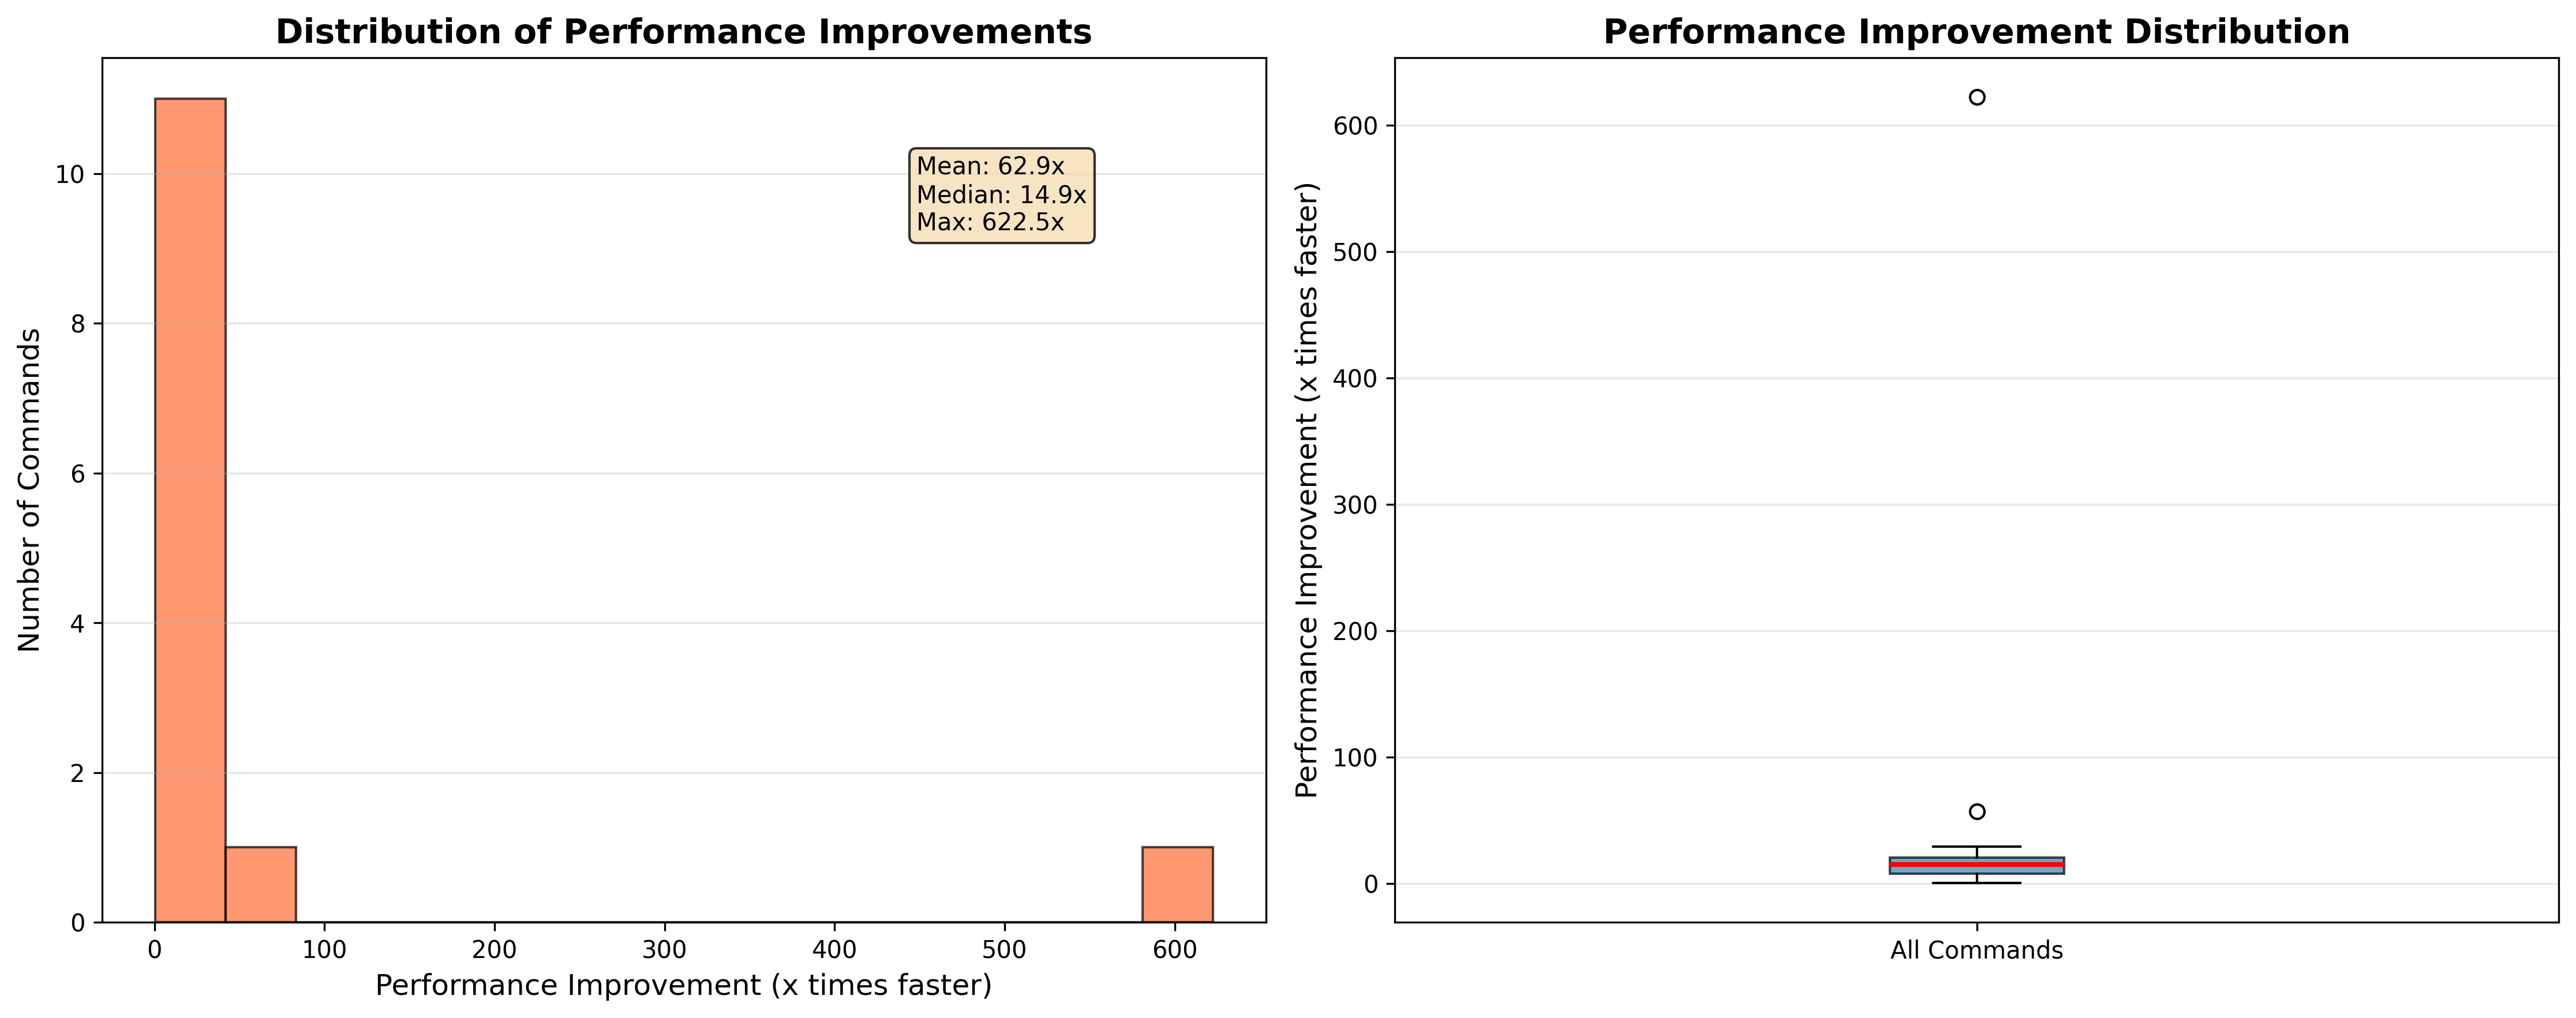 Distribution of Performance Improvements
Number of Commands
10
8
6
4
2
0
Mean: 62.9x
Median: 14.9x
Max: 622.5x
0 100 200 300 400 500 600
Performance Improvement (x times faster)
Performance Improvement Distribution
Performance Improvement (x times faster)
600
500
400
300
200
100
0
All Commands